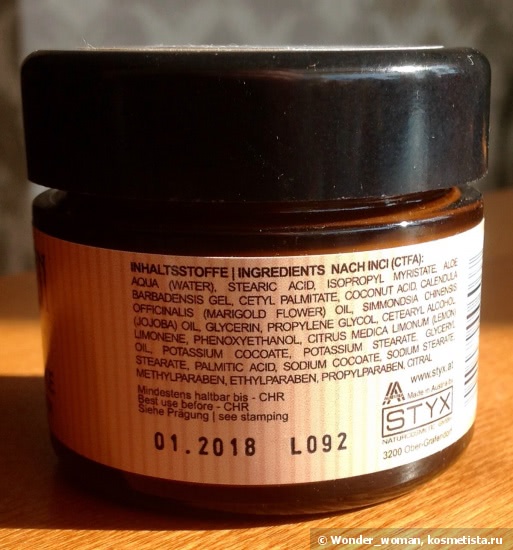 INHALTSSTOFFE | INGREDIENTS NACH INCI (CTFA):
AQUA (WATER), STEARIC ACID, ISOPROPYL MYRISTATE, ALOE
BARBADENSIS GEL, CETYL PALMITATE, COCONUT ACID, CALENDULA
OFFICINALIS (MARIGOLD FLOWER) OIL, SIMMONDSIA CHINENSIS
(JOJOBA) OIL, GLYCERIN, PROPYLENE GLYCOL, CETEARYL ALCOHOL,
LIMONENE, PHENOXYETHANOL, CITRUS MEDICA LIMONUM (LEMON)
OIL, POTASSIUM COCOATE, POTASSIUM STEARATE, GLYCERYL
STEARATE, PALMITIC ACID, SODIUM COCOATE, SODIUM STEARATE,
METHYLPARABEN, ETHYLPARABEN, PROPYLPARABEN, CITRAL
Mindestens haltbar bis - CHR
Best use before - CHR
Siehe Prägung | see stamping
01.2018 L092
www.styx.at
Made in Austria by
STYX
NATURCOSMETIC GmbH
3200 Ober-Grafendorf
© Wonder_woman, kosmetista.ru